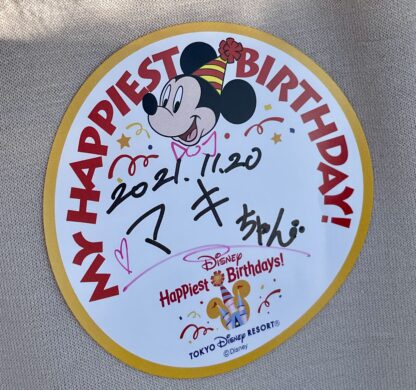 MY HAPPIEST BIRTHDAY!
2021.11.20
マキ
ちゃん
Disney
Happiest Birthdays!
TOKYO Disney RESORT®
©Disney